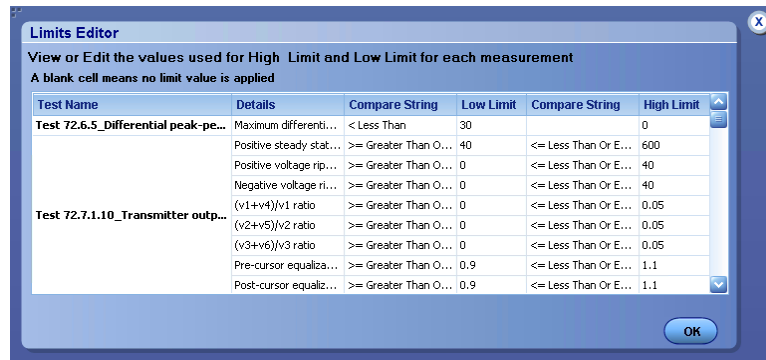 Limits Editor
X
View or Edit the values used for High Limit and Low Limit for each measurement
A blank cell means no limit value is applied
Test Name Details Compare String Low Limit Compare String High Limit
Test 72.6.5_Differential peak-pe... Maximum differenti... < Less Than 30 0
Test 72.7.1.10_Transmitter outp... Positive steady stat... >= Greater Than O... 40 <= Less Than Or E... 600
Positive voltage rip... >= Greater Than O... 0 <= Less Than Or E... 40
Negative voltage ri... >= Greater Than O... 0 <= Less Than Or E... 40
(v1+v4)/v1 ratio >= Greater Than O... 0 <= Less Than Or E... 0.05
(v2+v5)/v2 ratio >= Greater Than O... 0 <= Less Than Or E... 0.05
(v3+v6)/v3 ratio >= Greater Than O... 0 <= Less Than Or E... 0.05
Pre-cursor equaliza... >= Greater Than O... 0.9 <= Less Than Or E... 1.1
Post-cursor equaliz... >= Greater Than O... 0.9 <= Less Than Or E... 1.1
OK